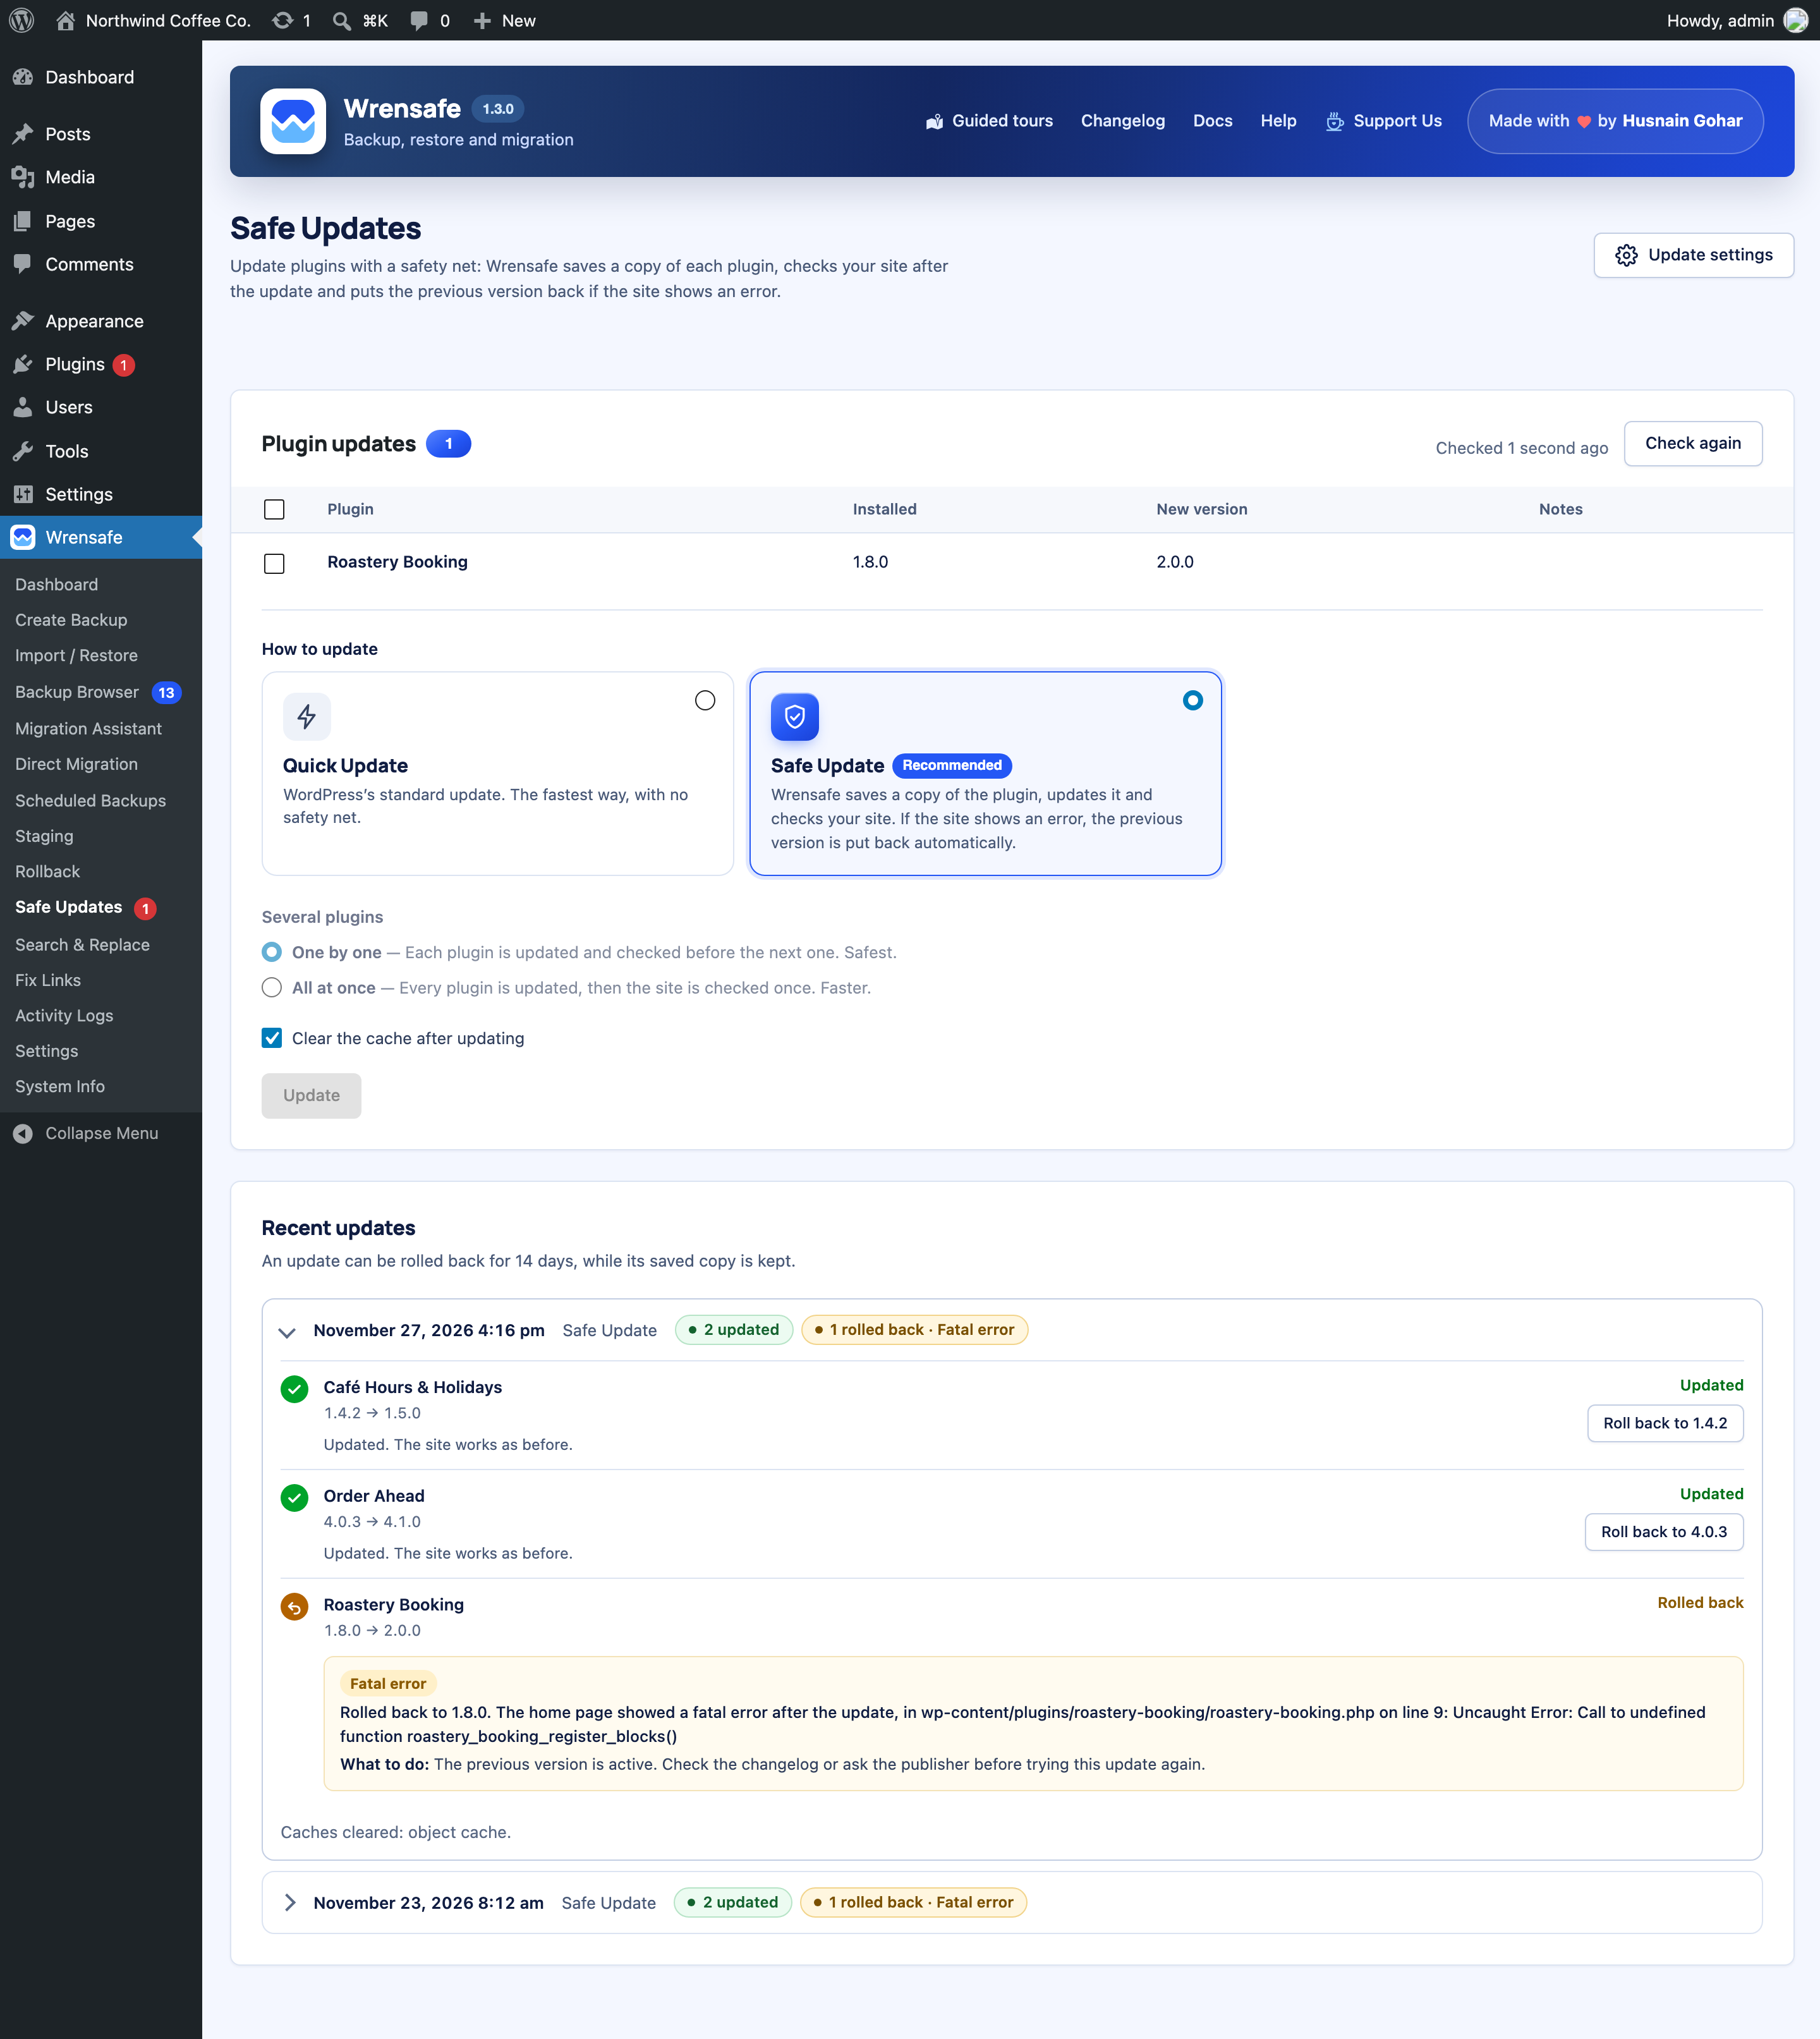 Northwind Coffee Co.
1
⌘K
0
New
Howdy, admin
Dashboard
Posts
Media
Pages
Comments
Appearance
Plugins 1
Users
Tools
Settings
Wrensafe
Dashboard
Create Backup
Import / Restore
Backup Browser 13
Migration Assistant
Direct Migration
Scheduled Backups
Staging
Rollback
Safe Updates 1
Search & Replace
Fix Links
Activity Logs
Settings
System Info
Collapse Menu
Wrensafe 1.3.0
Backup, restore and migration
Guided tours
Changelog
Docs
Help
Support Us
Made with ❤ by Husnain Gohar
Safe Updates
Update plugins with a safety net: Wrensafe saves a copy of each plugin, checks your site after
the update and puts the previous version back if the site shows an error.
Update settings
Plugin updates 1
Checked 1 second ago
Check again
Plugin Installed New version Notes
Roastery Booking 1.8.0 2.0.0
How to update
Quick Update
WordPress’s standard update. The fastest way, with no
safety net.
Safe Update Recommended
Wrensafe saves a copy of the plugin, updates it and
checks your site. If the site shows an error, the previous
version is put back automatically.
Several plugins
One by one — Each plugin is updated and checked before the next one. Safest.
All at once — Every plugin is updated, then the site is checked once. Faster.
Clear the cache after updating
Update
Recent updates
An update can be rolled back for 14 days, while its saved copy is kept.
November 27, 2026 4:16 pm Safe Update 2 updated 1 rolled back · Fatal error
Café Hours & Holidays
Updated
1.4.2 → 1.5.0
Roll back to 1.4.2
Updated. The site works as before.
Order Ahead
Updated
4.0.3 → 4.1.0
Roll back to 4.0.3
Updated. The site works as before.
Roastery Booking
Rolled back
1.8.0 → 2.0.0
Fatal error
Rolled back to 1.8.0. The home page showed a fatal error after the update, in wp-content/plugins/roastery-booking/roastery-booking.php on line 9: Uncaught Error: Call to undefined
function roastery_booking_register_blocks()
What to do: The previous version is active. Check the changelog or ask the publisher before trying this update again.
Caches cleared: object cache.
November 23, 2026 8:12 am Safe Update 2 updated 1 rolled back · Fatal error